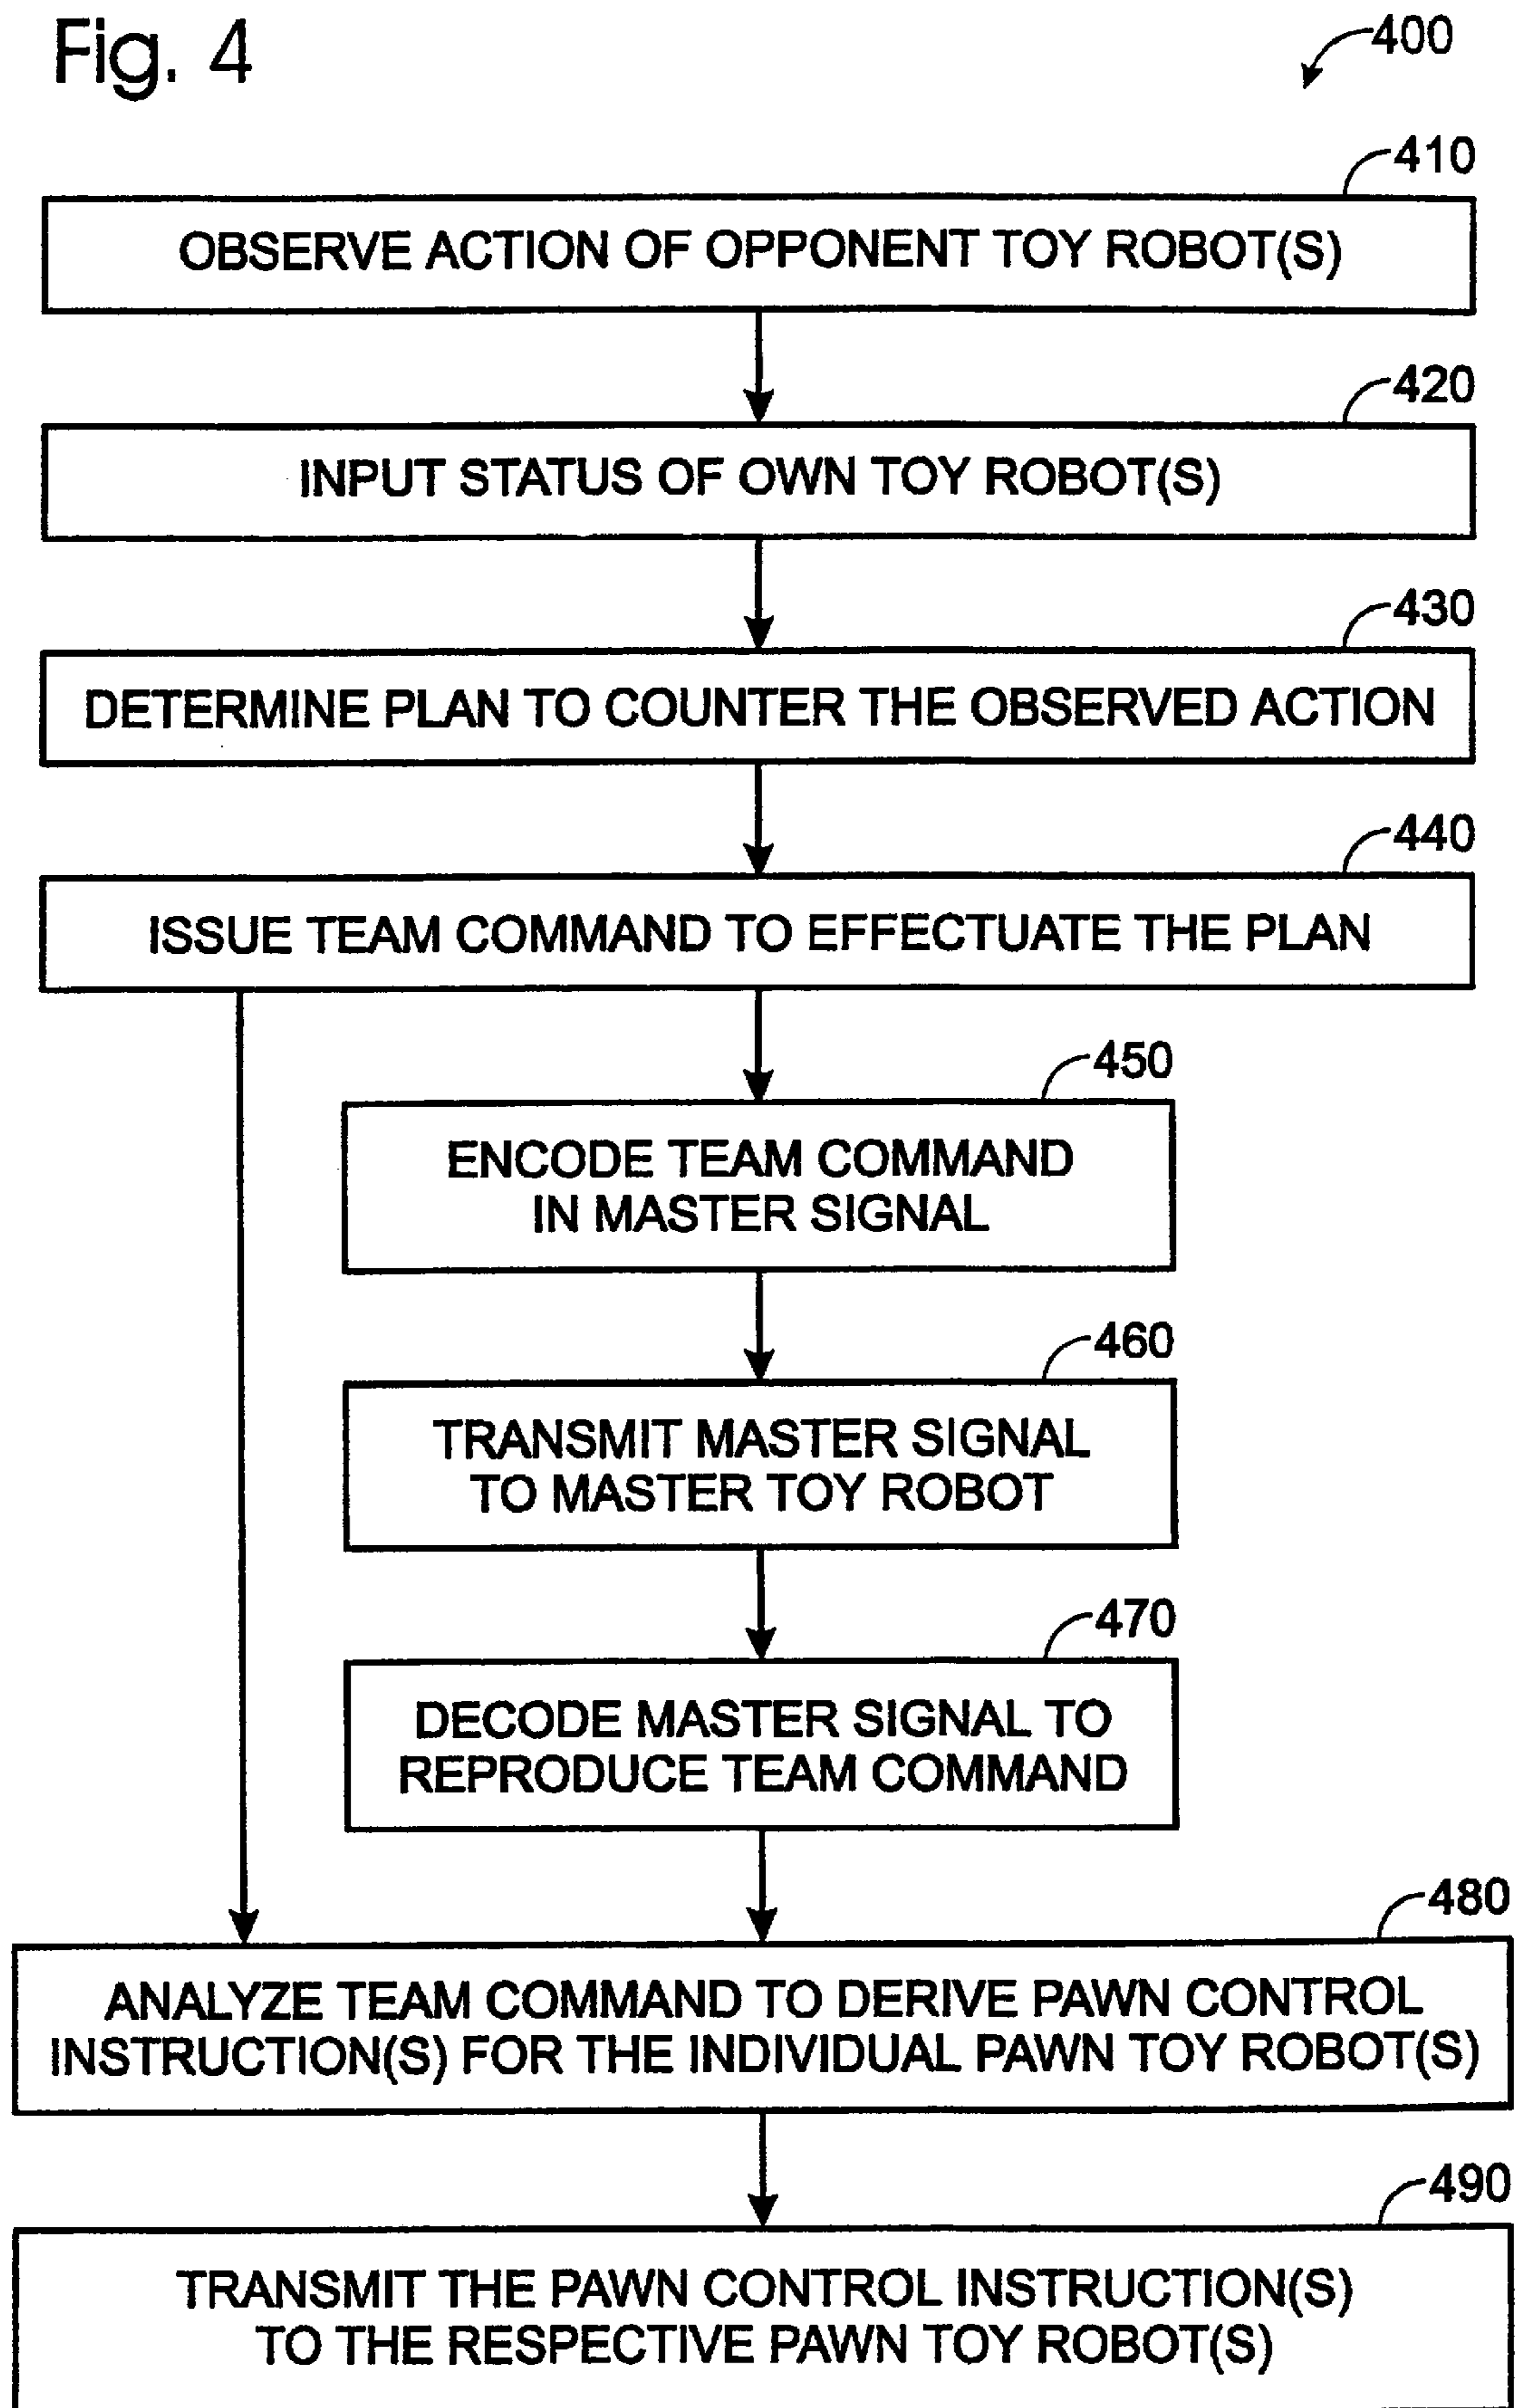 Fig. 4
400
410
OBSERVE ACTION OF OPPONENT TOY ROBOT(S)
420
INPUT STATUS OF OWN TOY ROBOT(S)
430
DETERMINE PLAN TO COUNTER THE OBSERVED ACTION
440
ISSUE TEAM COMMAND TO EFFECTUATE THE PLAN
450
ENCODE TEAM COMMAND
IN MASTER SIGNAL
460
TRANSMIT MASTER SIGNAL
TO MASTER TOY ROBOT
470
DECODE MASTER SIGNAL TO
REPRODUCE TEAM COMMAND
480
ANALYZE TEAM COMMAND TO DERIVE PAWN CONTROL
INSTRUCTION(S) FOR THE INDIVIDUAL PAWN TOY ROBOT(S)
490
TRANSMIT THE PAWN CONTROL INSTRUCTION(S)
TO THE RESPECTIVE PAWN TOY ROBOT(S)